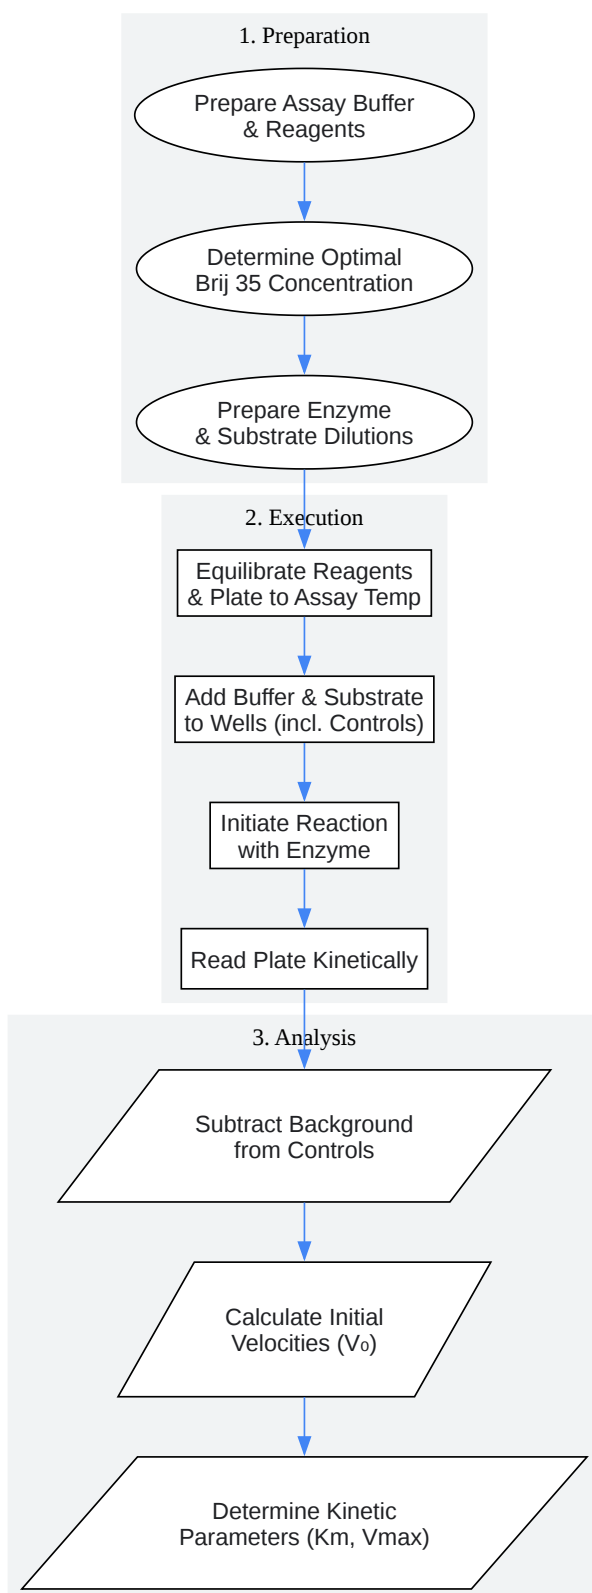 1. Preparation
Prepare Assay Buffer
& Reagents
Determine Optimal
Brij 35 Concentration
Prepare Enzyme
& Substrate Dilutions
2. Execution
Equilibrate Reagents
& Plate to Assay Temp
Add Buffer & Substrate
to Wells (incl. Controls)
Initiate Reaction
with Enzyme
Read Plate Kinetically
3. Analysis
Subtract Background
from Controls
Calculate Initial
Velocities (V₀)
Determine Kinetic
Parameters (Km, Vmax)